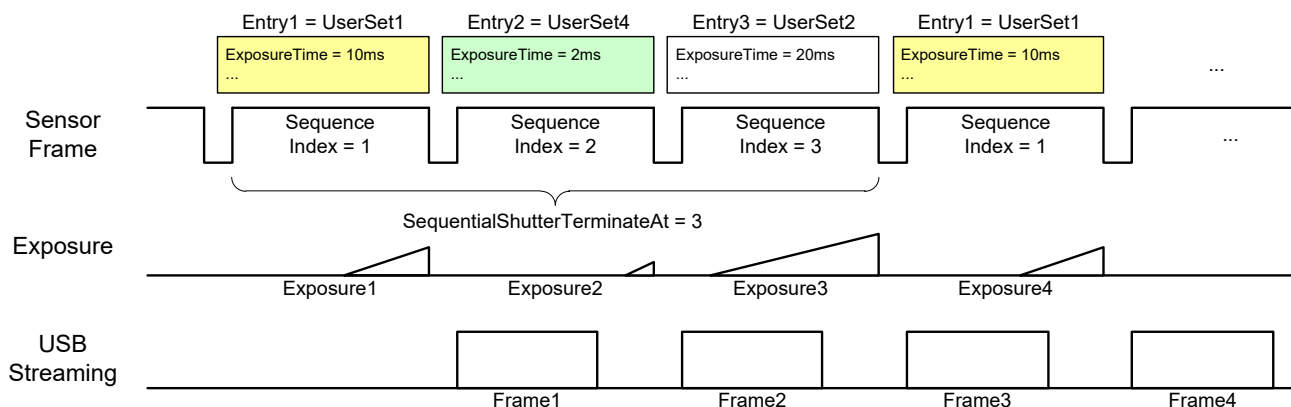 Entry1 = UserSet1
Entry2 = UserSet4
Entry3 = UserSet2
Entry1 = UserSet1
ExposureTime = 10ms
...
ExposureTime = 2ms
...
ExposureTime = 20ms
...
ExposureTime = 10ms
...
...
Sensor
Frame
Sequence
Index = 1
Sequence
Index = 2
Sequence
Index = 3
Sequence
Index = 1
...
SequentialShutterTerminateAt = 3
Exposure
Exposure1
Exposure2
Exposure3
Exposure4
USB
Streaming
Frame1
Frame2
Frame3
Frame4